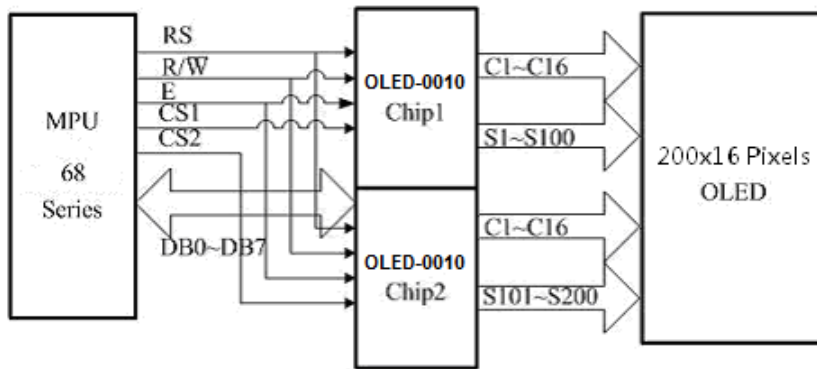 MPU
68
Series
RS
R/W̅
E
CS1
CS2
DB0~DB7
OLED-0010
Chip1
OLED-0010
Chip2
C1~C16
S1~S100
C1~C16
S101~S200
200x16 Pixels
OLED